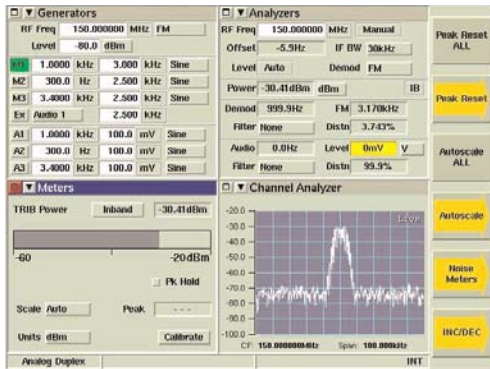 Generators
RF Freq 150.000000 MHz FM
Level -80.0 dBm
M1 1.0000 kHz 3.000 kHz Sine
M2 300.0 Hz 2.500 kHz Sine
M3 3.4000 kHz 2.500 kHz Sine
Ex Audio 1 2.500 kHz
A1 1.0000 kHz 100.0 mV Sine
A2 300.0 Hz 100.0 mV Sine
A3 3.4000 kHz 100.0 mV Sine
Analyzers
RF Freq 150.000000 MHz Manual
Offset -5.9Hz IF BW 30kHz
Level Auto Demod FM
Power -30.41dBm dBm IB
Demod 999.9Hz FM 3.170kHz
Filter None Distn 3.743%
Audio 0.0Hz Level 0mV V
Filter None Distn 99.9%
Meters
TRIB Power Inband -30.41dBm
-60 -20dBm
Pk Hold
Scale Auto Peak - - -
Units dBm Calibrate
Channel Analyzer
Live
-20.0
-30.0
-40.0
-50.0
-60.0
-70.0
-80.0
-90.0
-100.0
CF: 150.000000MHz Span: 100.000kHz
Peak Reset ALL
Peak Reset
Autoscale ALL
Autoscale
Noise Meters
INC/DEC
Analog Duplex INT